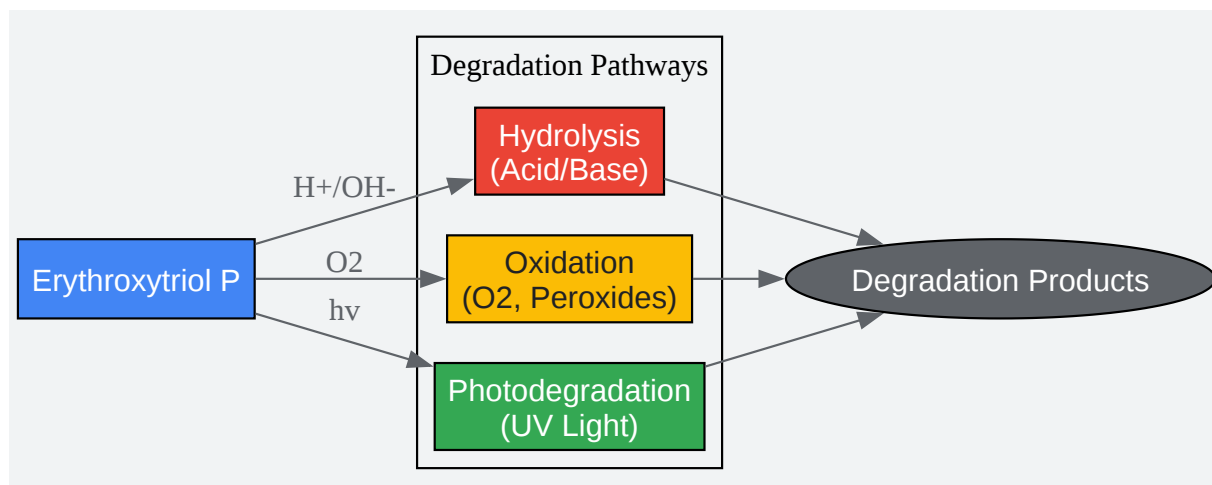 Degradation Pathways
Hydrolysis
(Acid/Base)
H+/OH-
Erythroxytriol P
O2
Oxidation
(O2, Peroxides)
Degradation Products
hv
Photodegradation
(UV Light)